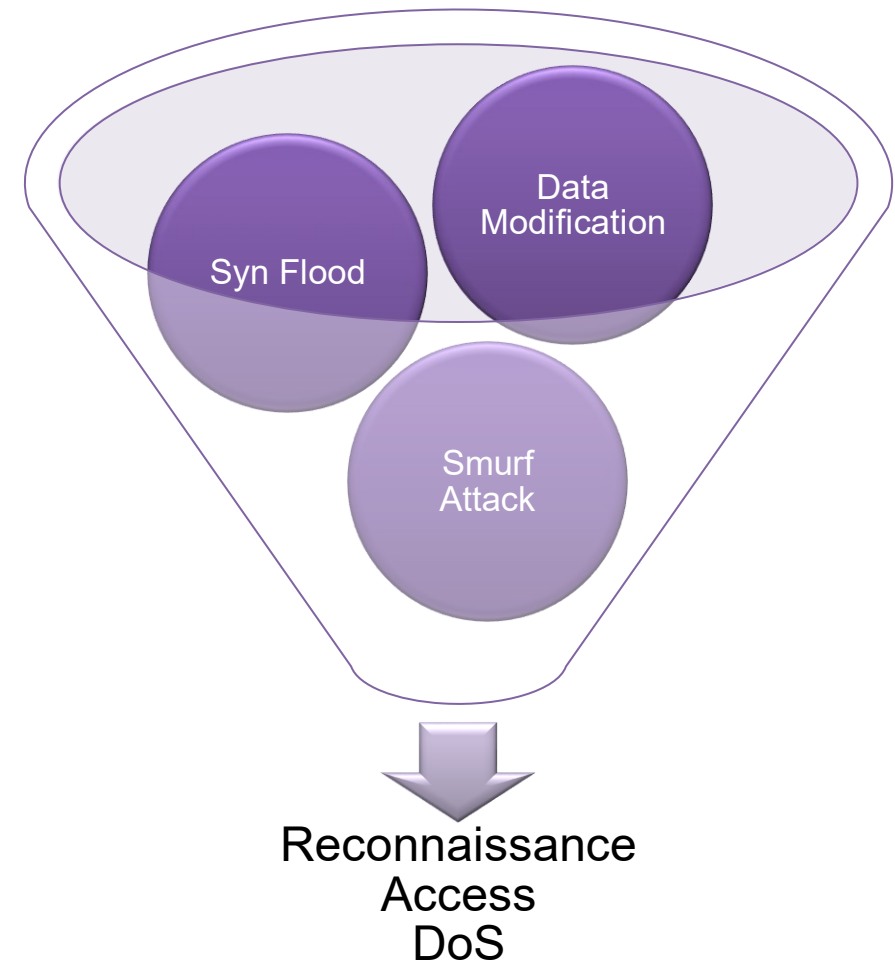 Data
Modification
Syn Flood
Smurf
Attack
Reconnaissance
Access
DoS